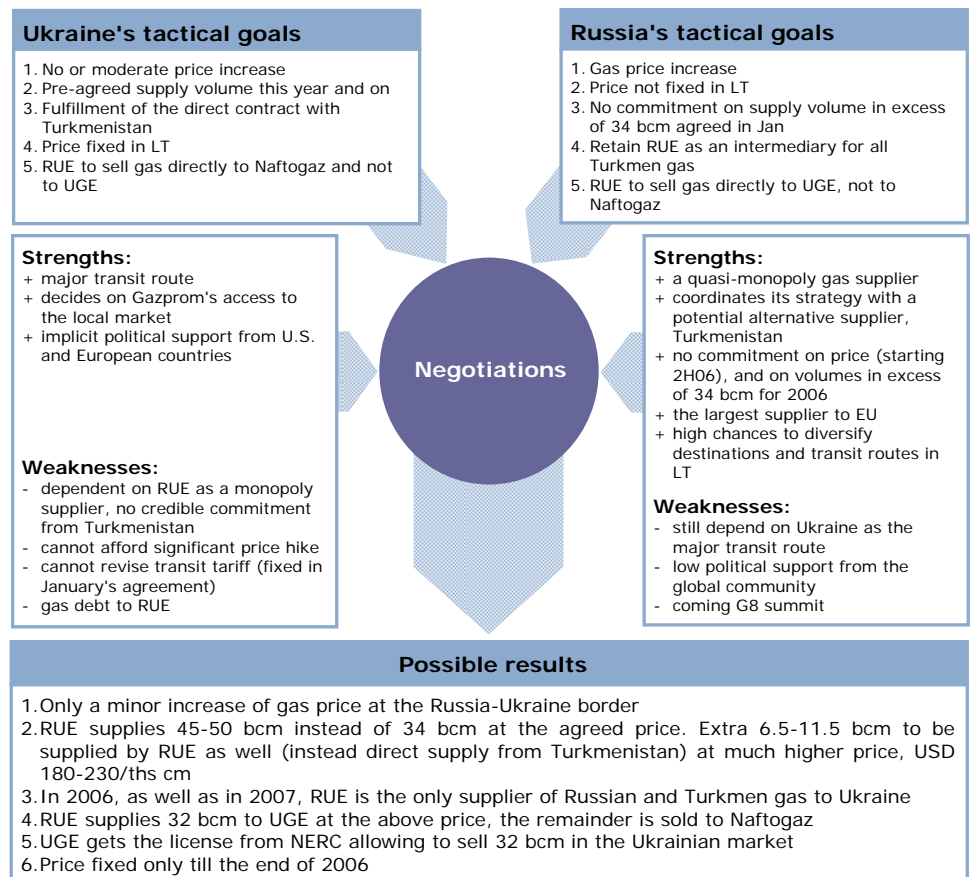 Ukraine's tactical goals
1. No or moderate price increase
2. Pre-agreed supply volume this year and on
3. Fulfillment of the direct contract with
Turkmenistan
4. Price fixed in LT
5. RUE to sell gas directly to Naftogaz and not
to UGE
Russia's tactical goals
1. Gas price increase
2. Price not fixed in LT
3. No commitment on supply volume in excess
of 34 bcm agreed in Jan
4. Retain RUE as an intermediary for all
Turkmen gas
5. RUE to sell gas directly to UGE, not to
Naftogaz
Strengths:
+ major transit route
+ decides on Gazprom's access to
the local market
+ implicit political support from U.S.
and European countries
Weaknesses:
- dependent on RUE as a monopoly
supplier, no credible commitment
from Turkmenistan
- cannot afford significant price hike
- cannot revise transit tariff (fixed in
January's agreement)
- gas debt to RUE
Negotiations
Strengths:
+ a quasi-monopoly gas supplier
+ coordinates its strategy with a
potential alternative supplier,
Turkmenistan
+ no commitment on price (starting
2H06), and on volumes in excess
of 34 bcm for 2006
+ the largest supplier to EU
+ high chances to diversify
destinations and transit routes in
LT
Weaknesses:
- still depend on Ukraine as the
major transit route
- low political support from the
global community
- coming G8 summit
Possible results
1.Only a minor increase of gas price at the Russia-Ukraine border
2.RUE supplies 45-50 bcm instead of 34 bcm at the agreed price. Extra 6.5-11.5 bcm to be
supplied by RUE as well (instead direct supply from Turkmenistan) at much higher price, USD
180-230/ths cm
3.In 2006, as well as in 2007, RUE is the only supplier of Russian and Turkmen gas to Ukraine
4.RUE supplies 32 bcm to UGE at the above price, the remainder is sold to Naftogaz
5.UGE gets the license from NERC allowing to sell 32 bcm in the Ukrainian market
6.Price fixed only till the end of 2006